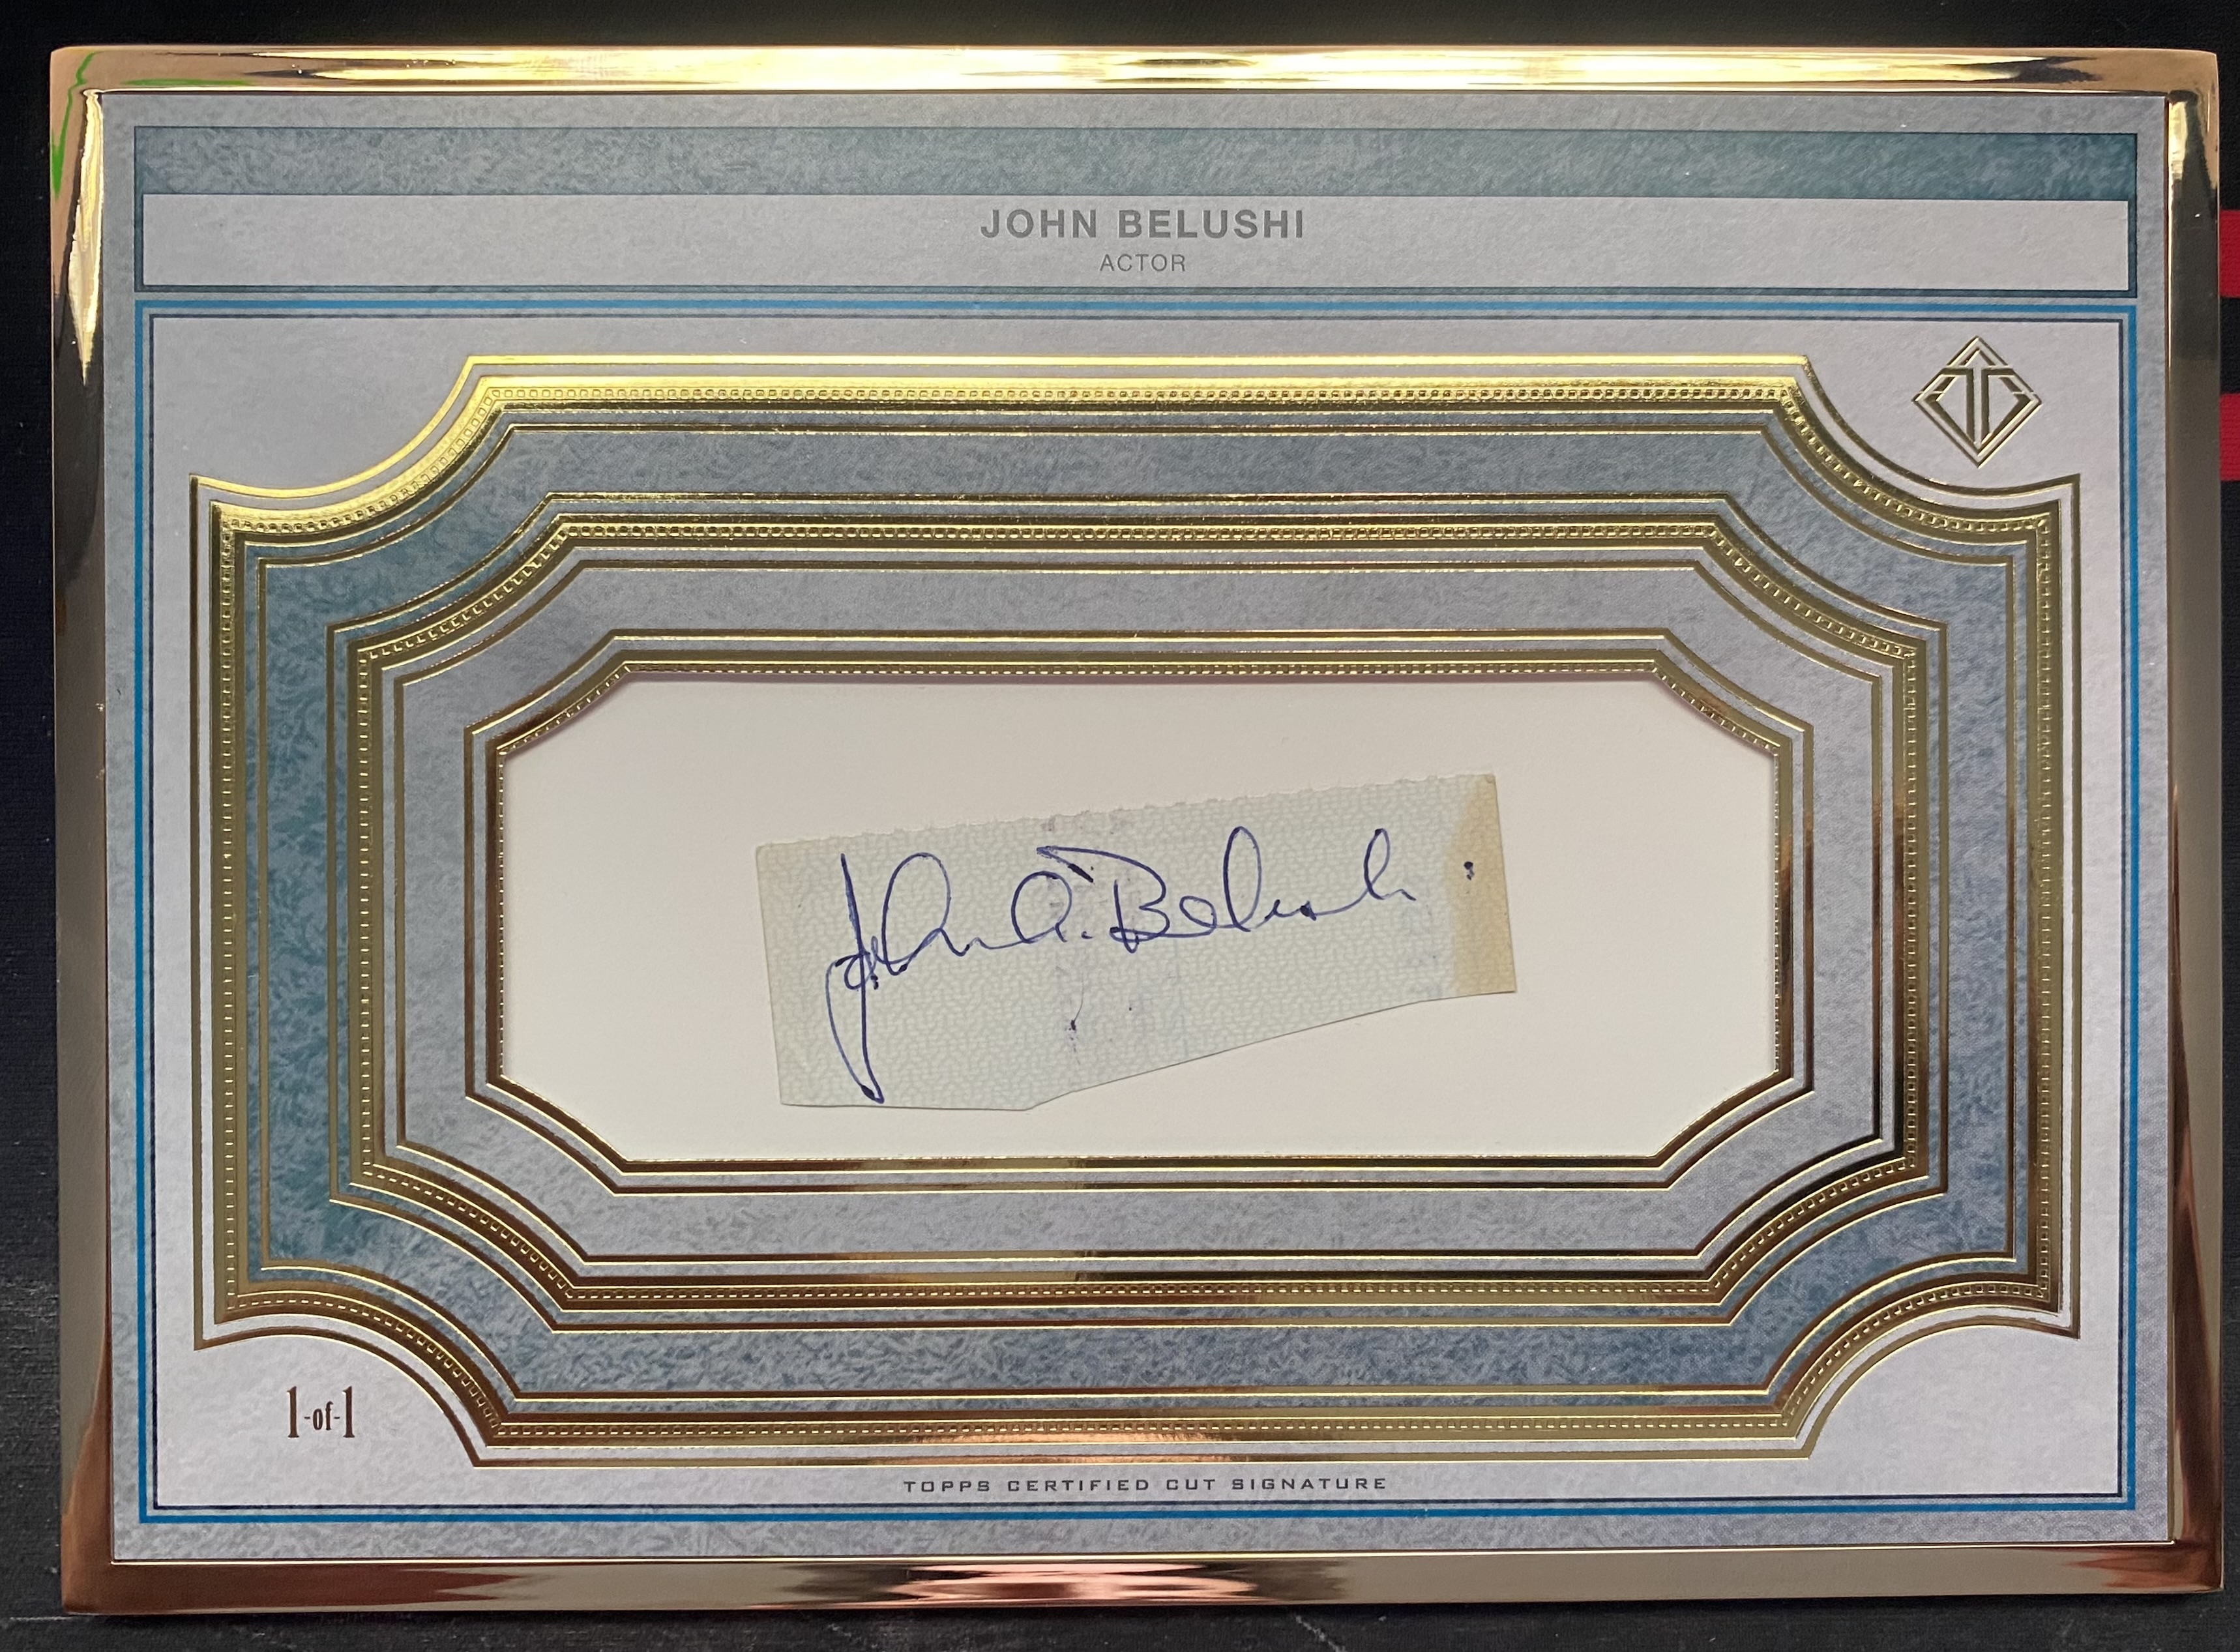 JOHN BELUSHI
ACTOR
John A. Belushi
1-of-1
TOPPS CERTIFIED CUT SIGNATURE